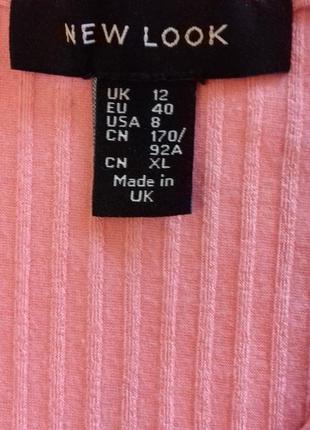 NEW LOOK
UK 12
EU 40
USA 8
CN 170/
92A
CN XL
Made in
UK